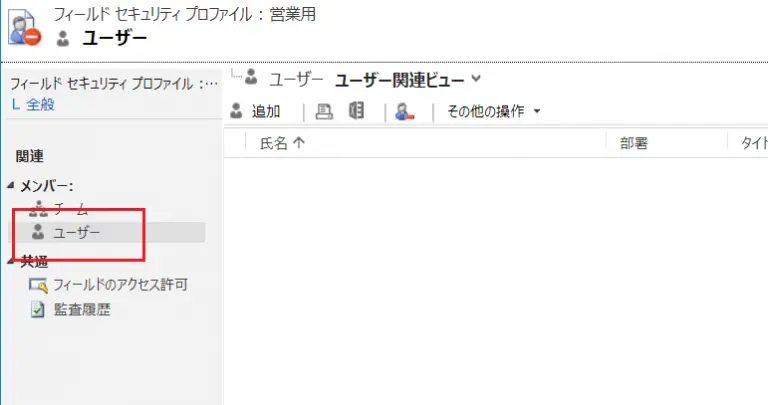 フィールド セキュリティ プロファイル : 営業用
ユーザー
フィールド セキュリティ プロファイル :…
全般
関連
メンバー:
チーム
ユーザー
共通
フィールドのアクセス許可
監査履歴
ユーザー ユーザー関連ビュー
追加 その他の操作
氏名 ↑ 部署 タイト